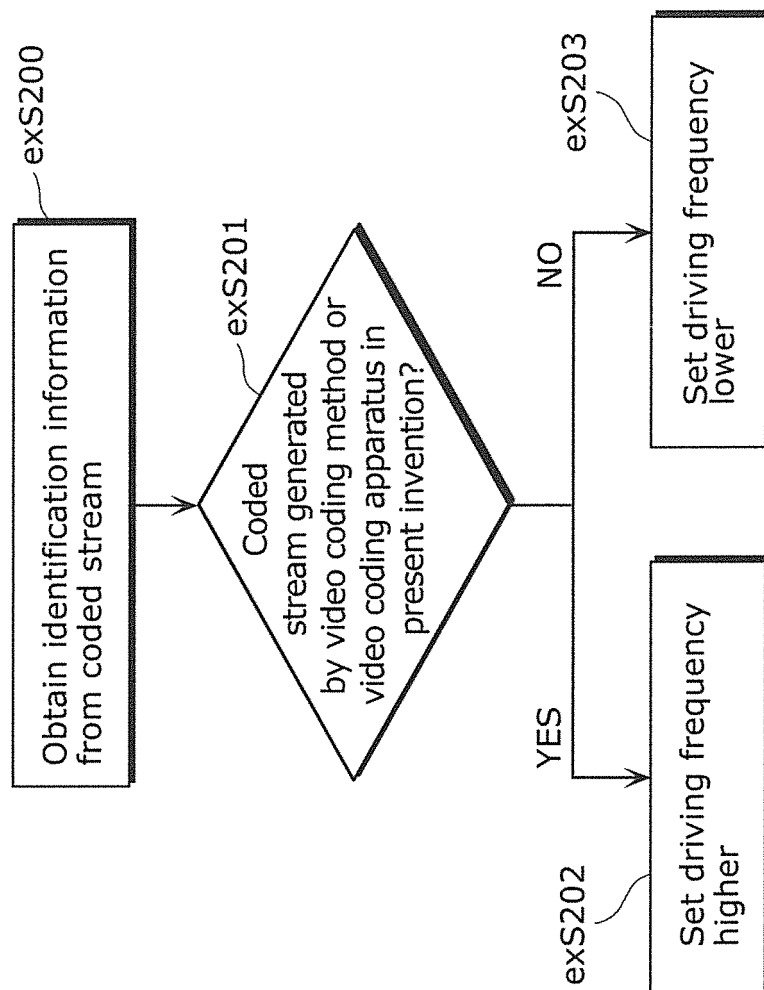 exS200
Obtain identification information
from coded stream
exS201
Coded
stream generated
by video coding method or
video coding apparatus in
present invention?
YES
NO
exS202
exS203
Set driving frequency
higher
Set driving frequency
lower